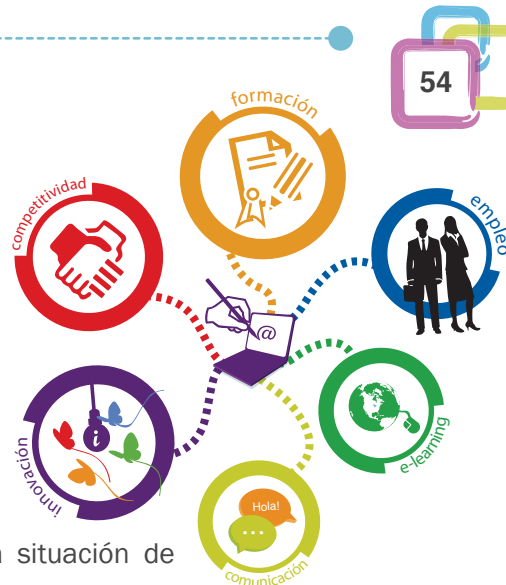 54
formación
competitividad
empleo
@
i
innovación
e-learning
Hola!
comunicación
situación de